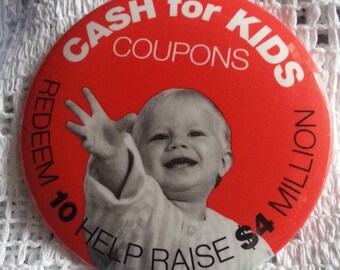 CASH for KIDS
COUPONS
REDEEM 10 HELP RAISE $4 MILLION